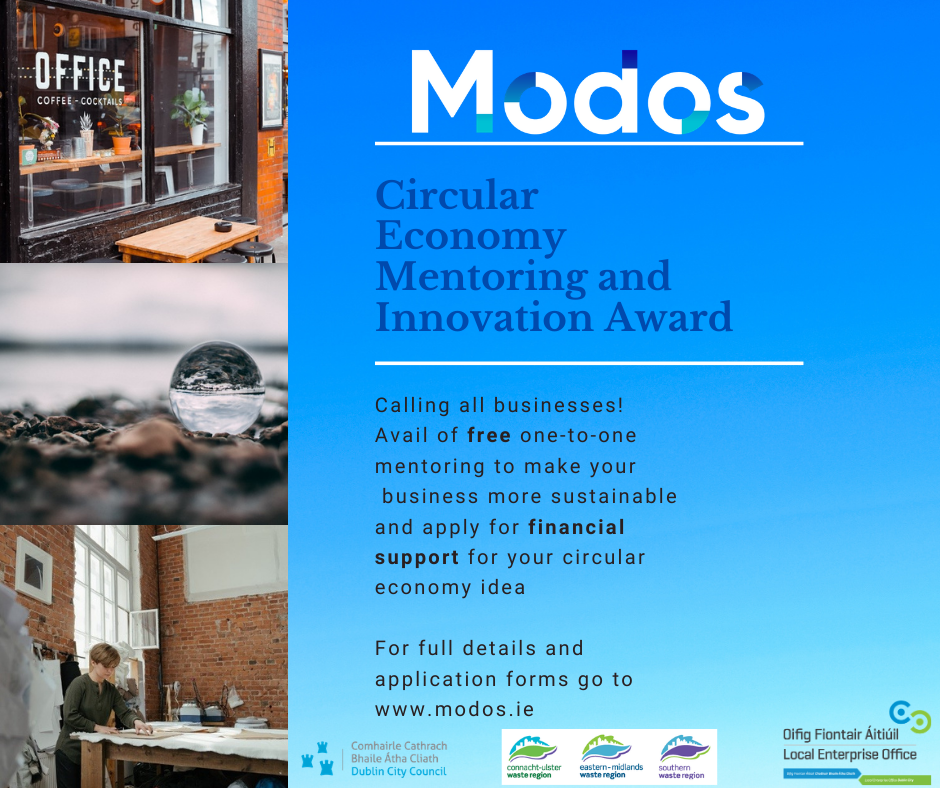 OFFICE
COFFEE - COCKTAILS
Modos
Circular
Economy
Mentoring and
Innovation Award
Calling all businesses!
Avail of free one-to-one
mentoring to make your
business more sustainable
and apply for financial
support for your circular
economy idea
For full details and
application forms go to
www.modos.ie
Comhairle Cathrach
Bhaile Átha Cliath
Dublin City Council
connacht-ulster
waste region
eastern-midlands
waste region
southern
waste region
Oifig Fiontair Áitiúil
Local Enterprise Office